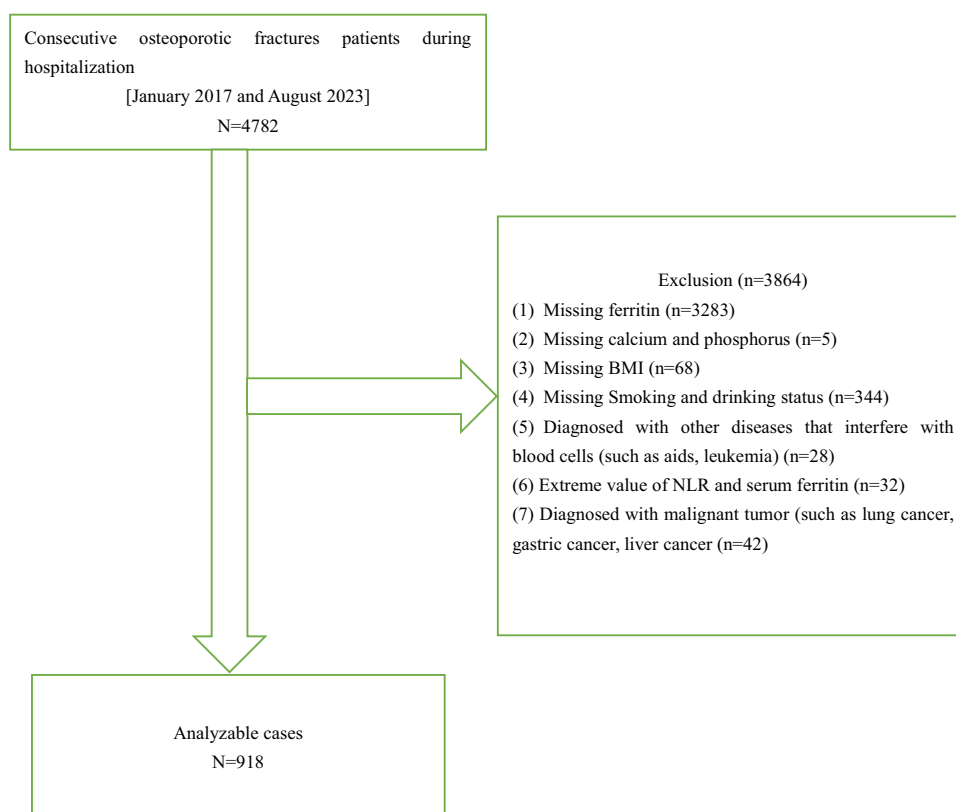 Consecutive osteoporotic fractures patients during
hospitalization
[January 2017 and August 2023]
N=4782
Exclusion (n=3864)
(1) Missing ferritin (n=3283)
(2) Missing calcium and phosphorus (n=5)
(3) Missing BMI (n=68)
(4) Missing Smoking and drinking status (n=344)
(5) Diagnosed with other diseases that interfere with
blood cells (such as aids, leukemia) (n=28)
(6) Extreme value of NLR and serum ferritin (n=32)
(7) Diagnosed with malignant tumor (such as lung cancer,
gastric cancer, liver cancer (n=42)
Analyzable cases
N=918